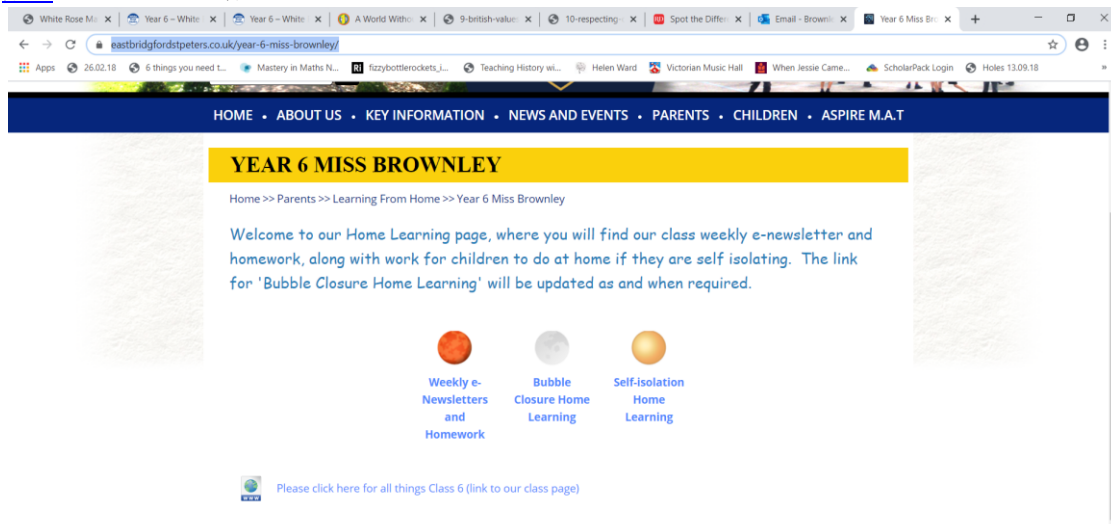 White Rose Ma
Year 6 – White
Year 6 – White
A World Witho
9-british-value
10-respecting-
Spot the Differ
Email - Brownle
Year 6 Miss Bro
eastbridgfordstpeters.co.uk/year-6-miss-brownley/
Apps 26.02.18 6 things you need t... Mastery in Maths N... Ri fizzybottlerockets_i... Teaching History wi... Helen Ward Victorian Music Hall When Jessie Came... ScholarPack Login Holes 13.09.18 »
HOME • ABOUT US • KEY INFORMATION • NEWS AND EVENTS • PARENTS • CHILDREN • ASPIRE M.A.T
YEAR 6 MISS BROWNLEY
Home >> Parents >> Learning From Home >> Year 6 Miss Brownley
Welcome to our Home Learning page, where you will find our class weekly e-newsletter and
homework, along with work for children to do at home if they are self isolating. The link
for 'Bubble Closure Home Learning' will be updated as and when required.
Weekly e-
Newsletters
and
Homework
Bubble
Closure Home
Learning
Self-isolation
Home
Learning
WWW
Please click here for all things Class 6 (link to our class page)